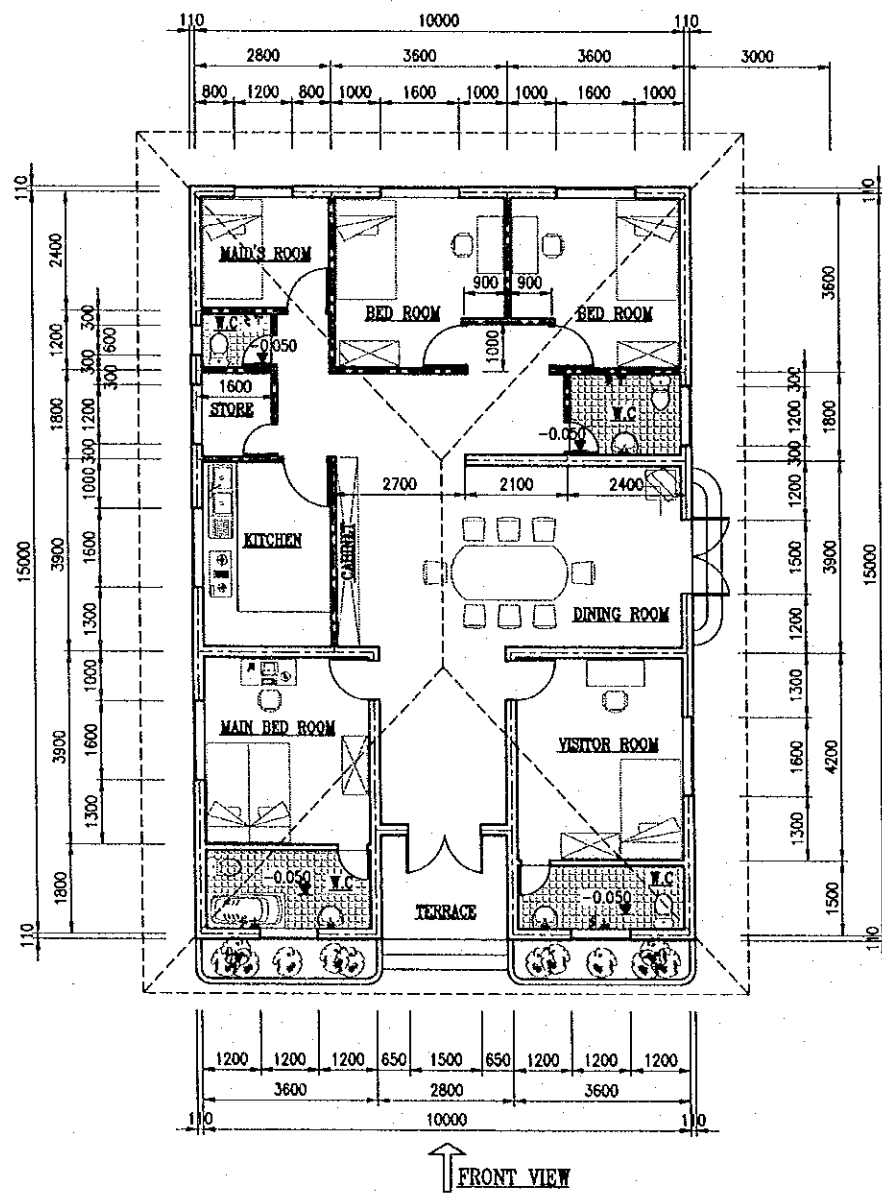 110 10000 110
2800 3600 3600 3000
800 1200 800 1000 1600 1000 1000 1600 1000
110 110
MAID'S ROOM
2400 3600
900 900
BED ROOM BED ROOM
W.C
-0.050
1000
300
600
300
1200
300
1600
STORE
W.C
-0.050
1200
1800
300
1200
300
1800
300
1000
1200
2700 2100 2400
KITCHEN
CABINET
DINING ROOM
15000 3900 1600 1500 3900 15000
1300 1200
1000 1300
MAIN BED ROOM
VISITOR ROOM
3900 1600 1600 4200
1300 1300
-0.050 W.C
-0.050 W.C
1800 1500
TERRACE
110 110
1200 1200 1200 650 1500 650 1200 1200 1200
3600 2800 3600
110 10000 110
FRONT VIEW